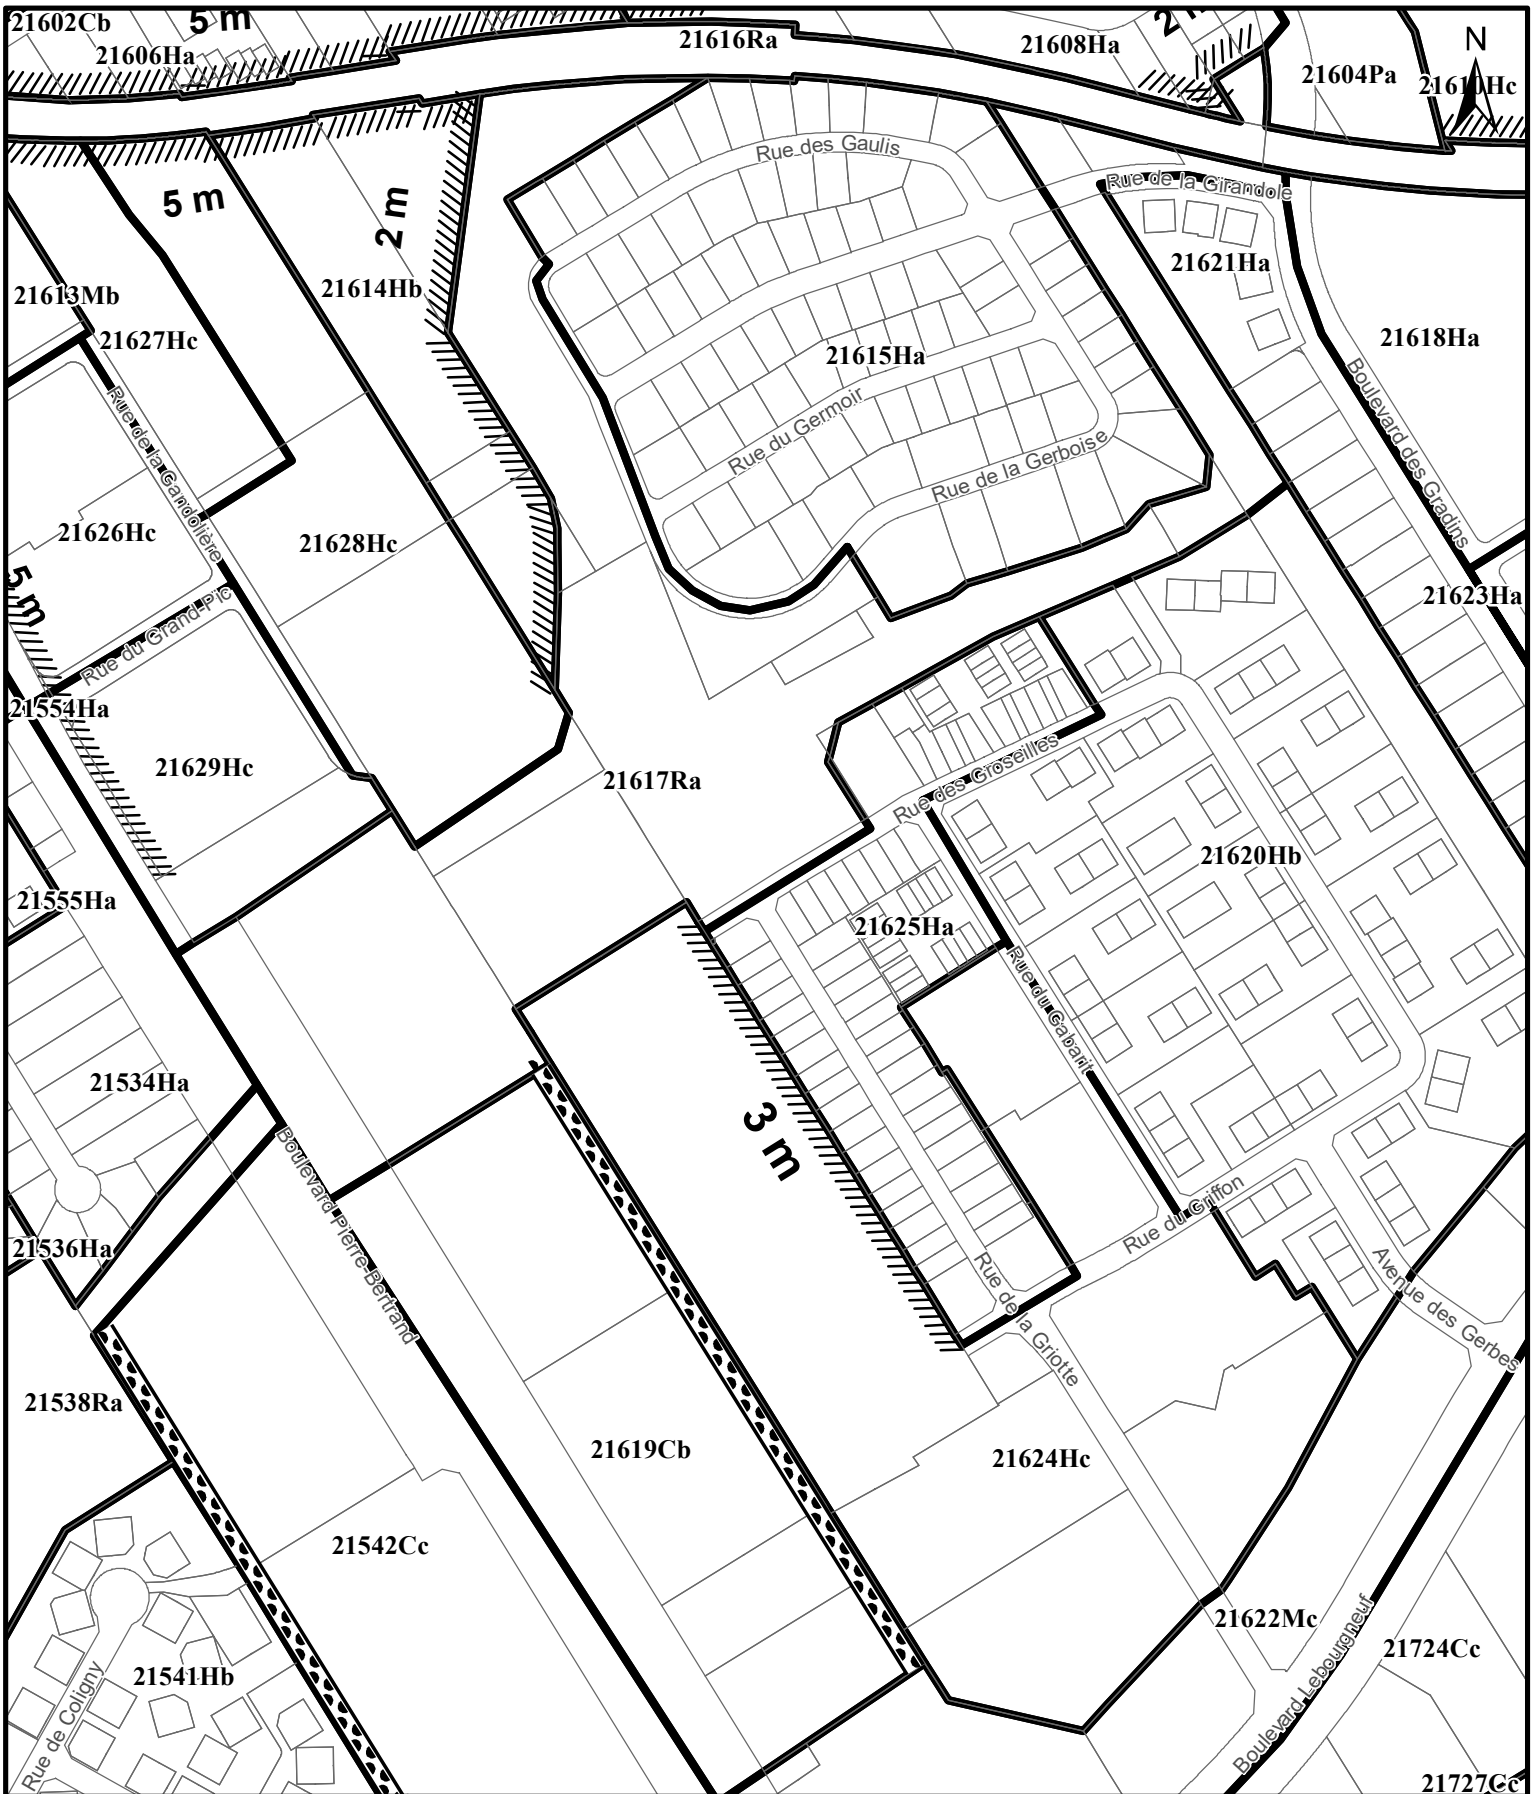 21602Cb
5 m
21606Ha
21616Ra
21608Ha
21604Pa
N
21610Hc
Rue des Gaulis
Rue de la Girandole
5 m
2 m
21613Mb
21614Hb
21621Ha
21627Hc
21615Ha
21618Ha
Rue de la Gandolière
Rue du Germoir
Rue de la Gerboise
Boulevard des Gradins
21626Hc
21628Hc
5 m
Rue du Grand-Pic
21623Ha
21554Ha
21629Hc
21617Ra
Rue des Groseilles
21620Hb
21555Ha
21625Ha
Rue du Gabarit
21534Ha
3 m
Boulevard Pierre-Bertrand
21536Ha
Rue du Griffon
Rue de la Griotte
Avenue des Gerbes
21538Ra
21619Cb
21624Hc
21542Cc
21622Mc
Boulevard Lebourgneuf
21724Cc
21541Hb
Rue de Coligny
21727Cc